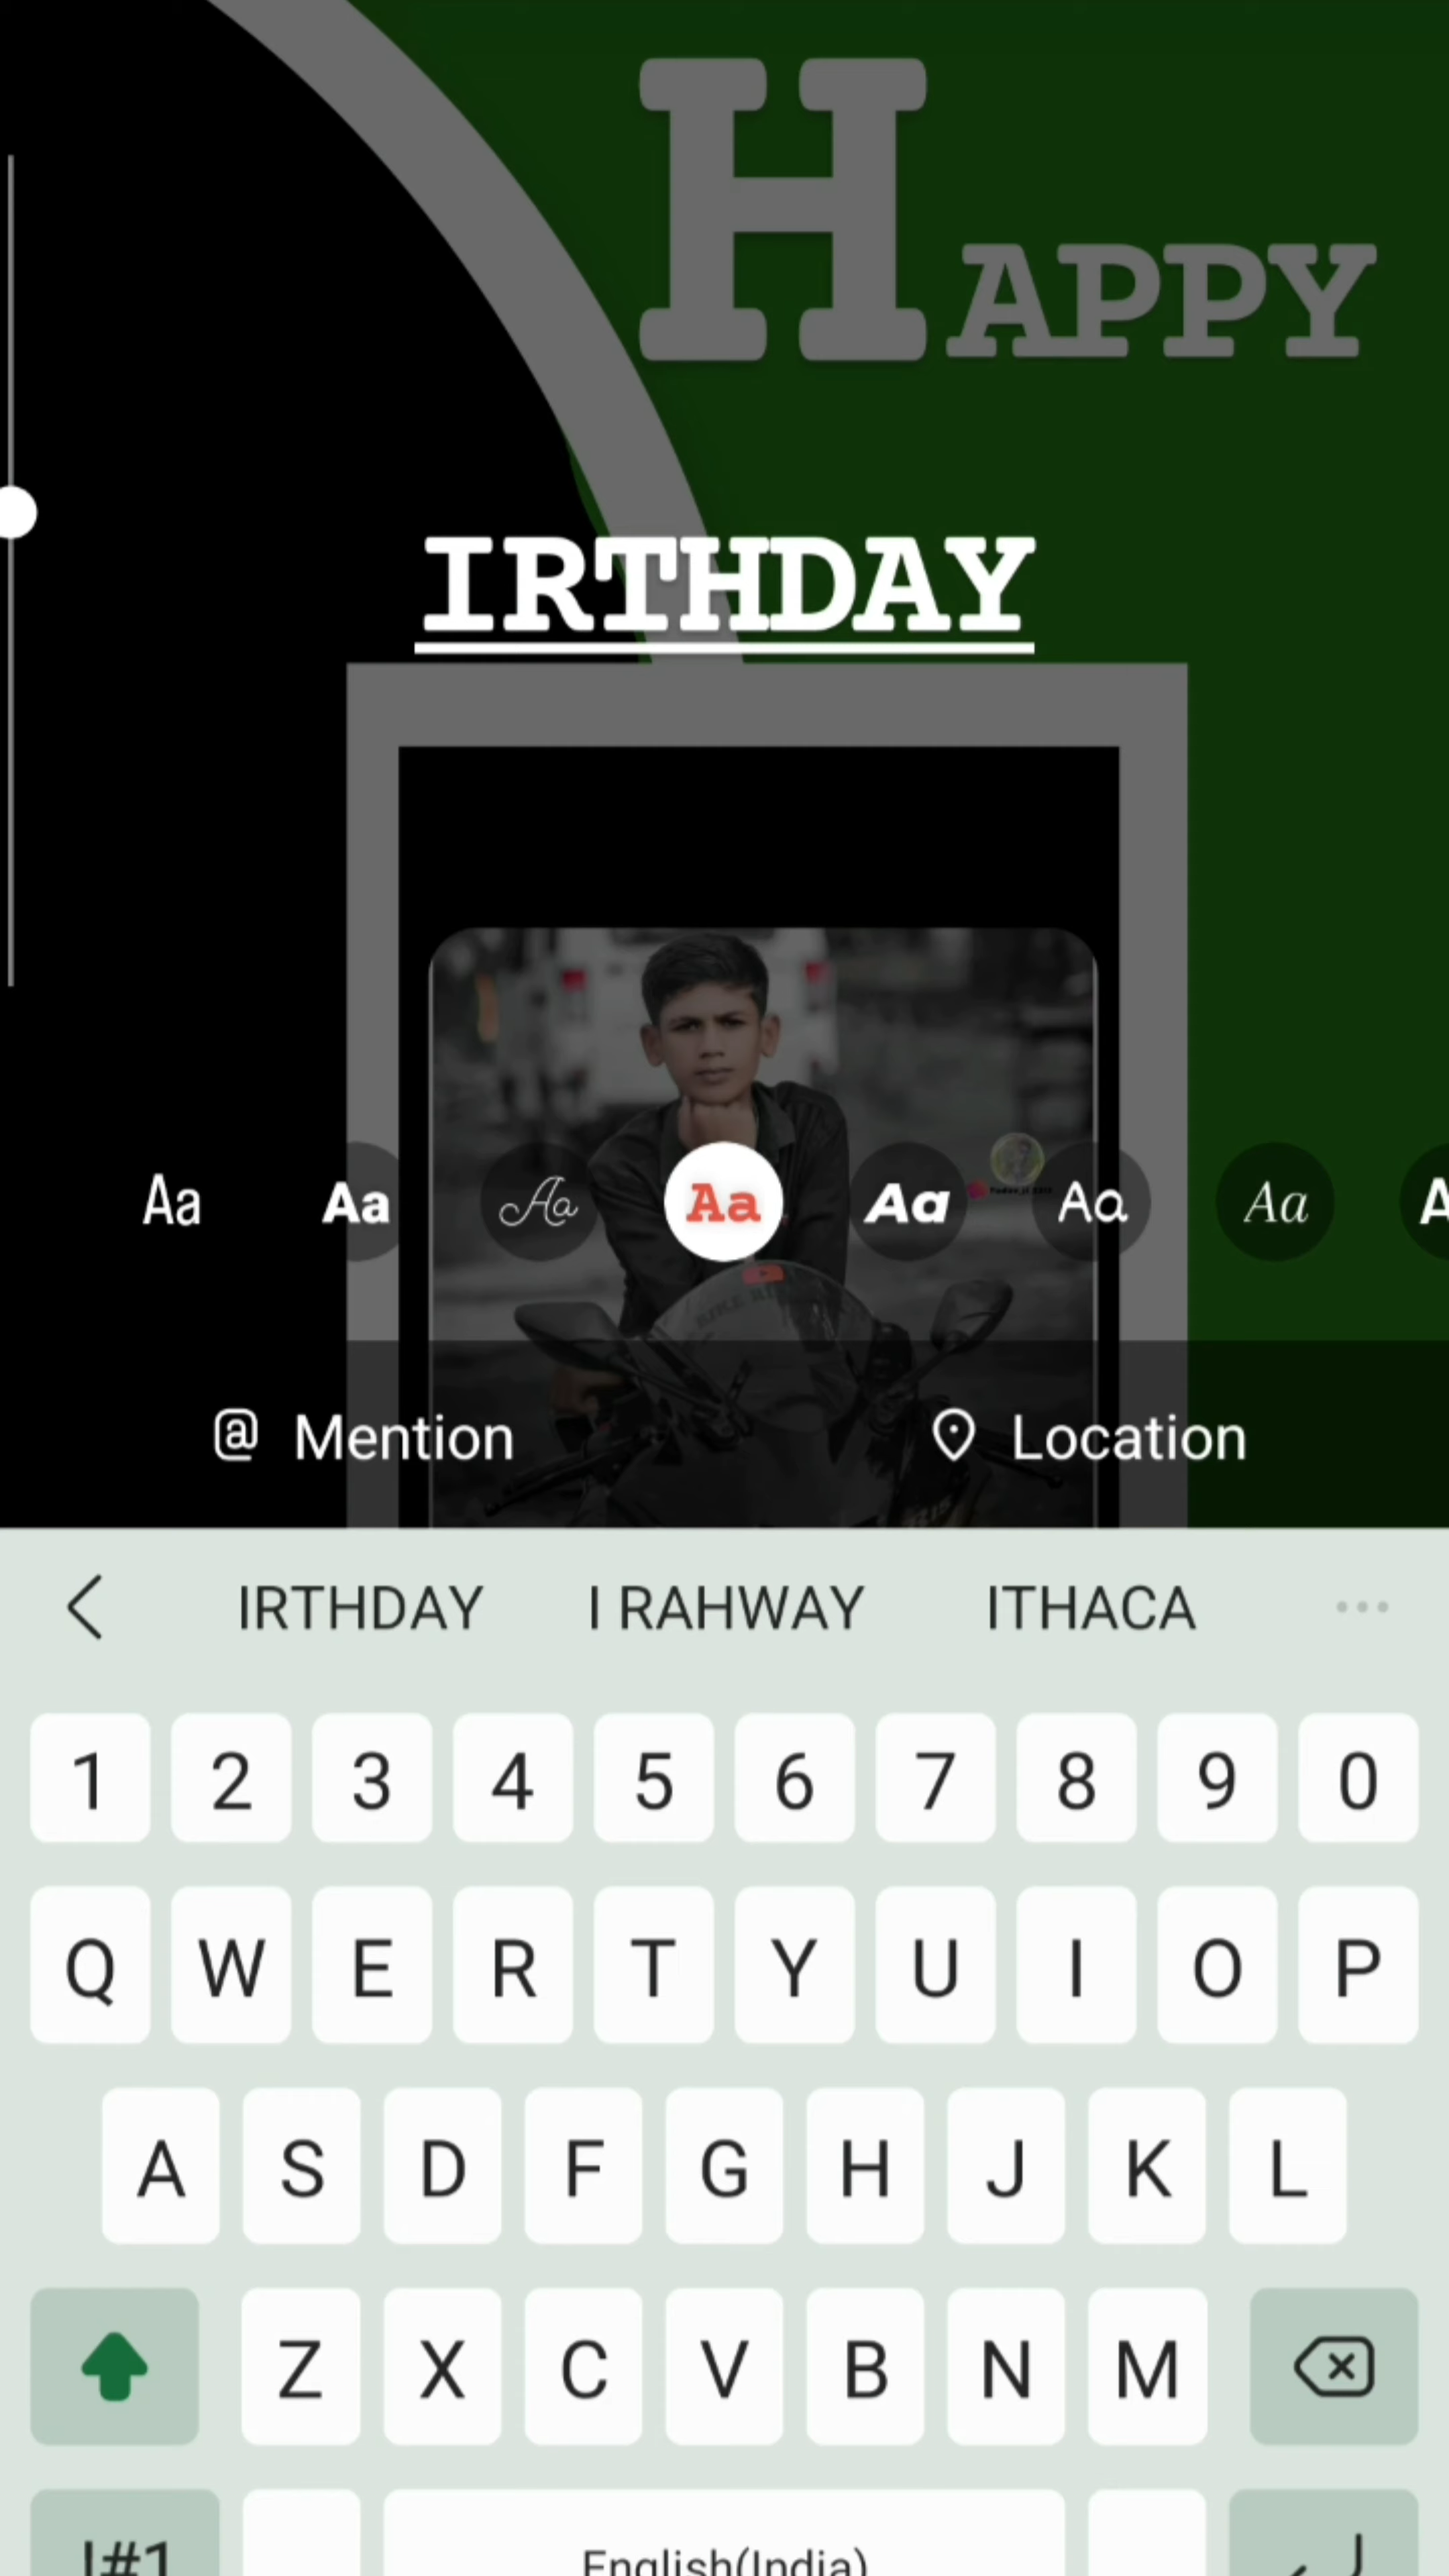 HAPPY
IRTHDAY
Aa Aa Aa Aa Aa Aa Aa A
Mention Location
IRTHDAY I RAHWAY ITHACA
1 2 3 4 5 6 7 8 9 0
Q W E R T Y U I O P
A S D F G H J K L
Z X C V B N M
!#1 English(India)